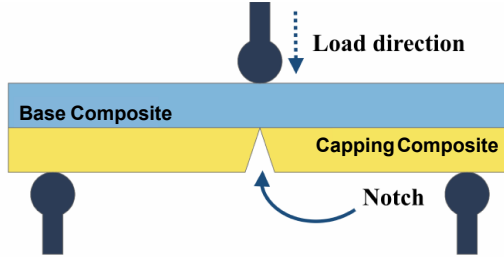 Load direction
Base Composite
Capping Composite
Notch